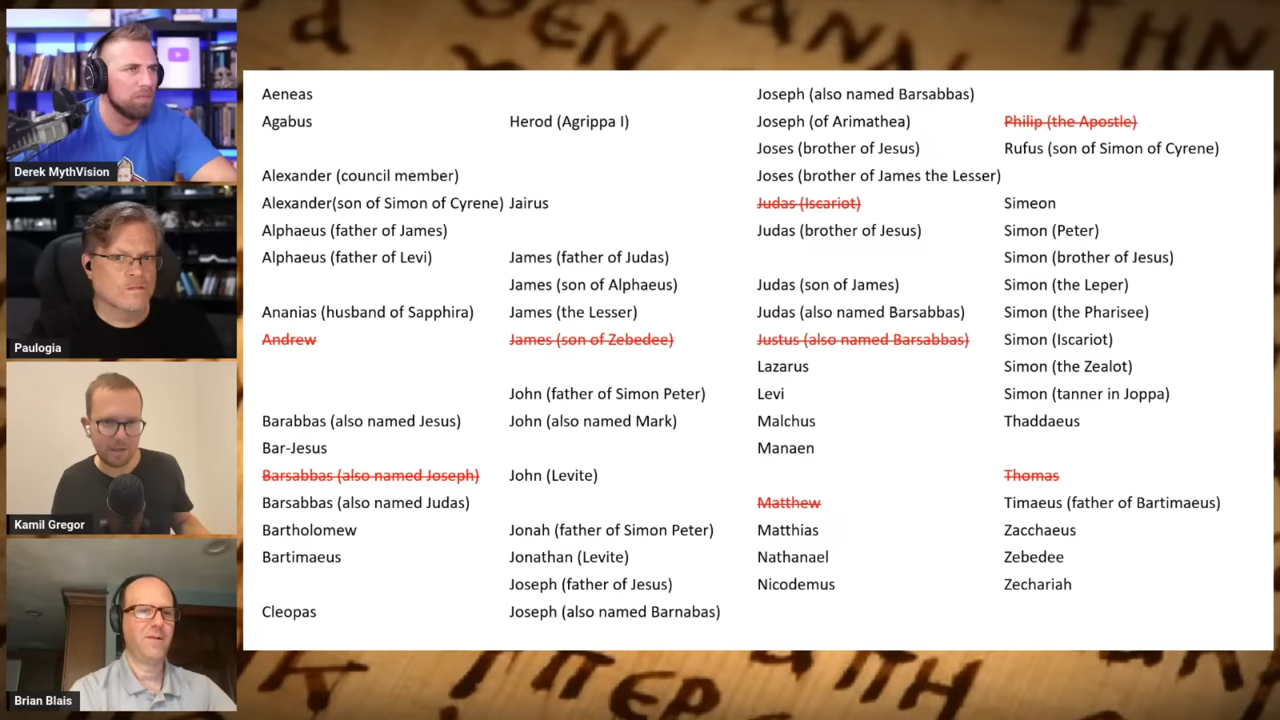 Derek MythVision
Paulogia
Kamil Gregor
Brian Blais
Aeneas
Agabus
Alexander (council member)
Alexander(son of Simon of Cyrene)
Alphaeus (father of James)
Alphaeus (father of Levi)
Ananias (husband of Sapphira)
Andrew
Barabbas (also named Jesus)
Bar-Jesus
Barsabbas (also named Joseph)
Barsabbas (also named Judas)
Bartholomew
Bartimaeus
Cleopas
Herod (Agrippa I)
Jairus
James (father of Judas)
James (son of Alphaeus)
James (the Lesser)
James (son of Zebedee)
John (father of Simon Peter)
John (also named Mark)
John (Levite)
Jonah (father of Simon Peter)
Jonathan (Levite)
Joseph (father of Jesus)
Joseph (also named Barnabas)
Joseph (also named Barsabbas)
Joseph (of Arimathea)
Joses (brother of Jesus)
Joses (brother of James the Lesser)
Judas (Iscariot)
Judas (brother of Jesus)
Judas (son of James)
Judas (also named Barsabbas)
Justus (also named Barsabbas)
Lazarus
Levi
Malchus
Manaen
Matthew
Matthias
Nathanael
Nicodemus
Philip (the Apostle)
Rufus (son of Simon of Cyrene)
Simeon
Simon (Peter)
Simon (brother of Jesus)
Simon (the Leper)
Simon (the Pharisee)
Simon (Iscariot)
Simon (the Zealot)
Simon (tanner in Joppa)
Thaddaeus
Thomas
Timaeus (father of Bartimaeus)
Zacchaeus
Zebedee
Zechariah